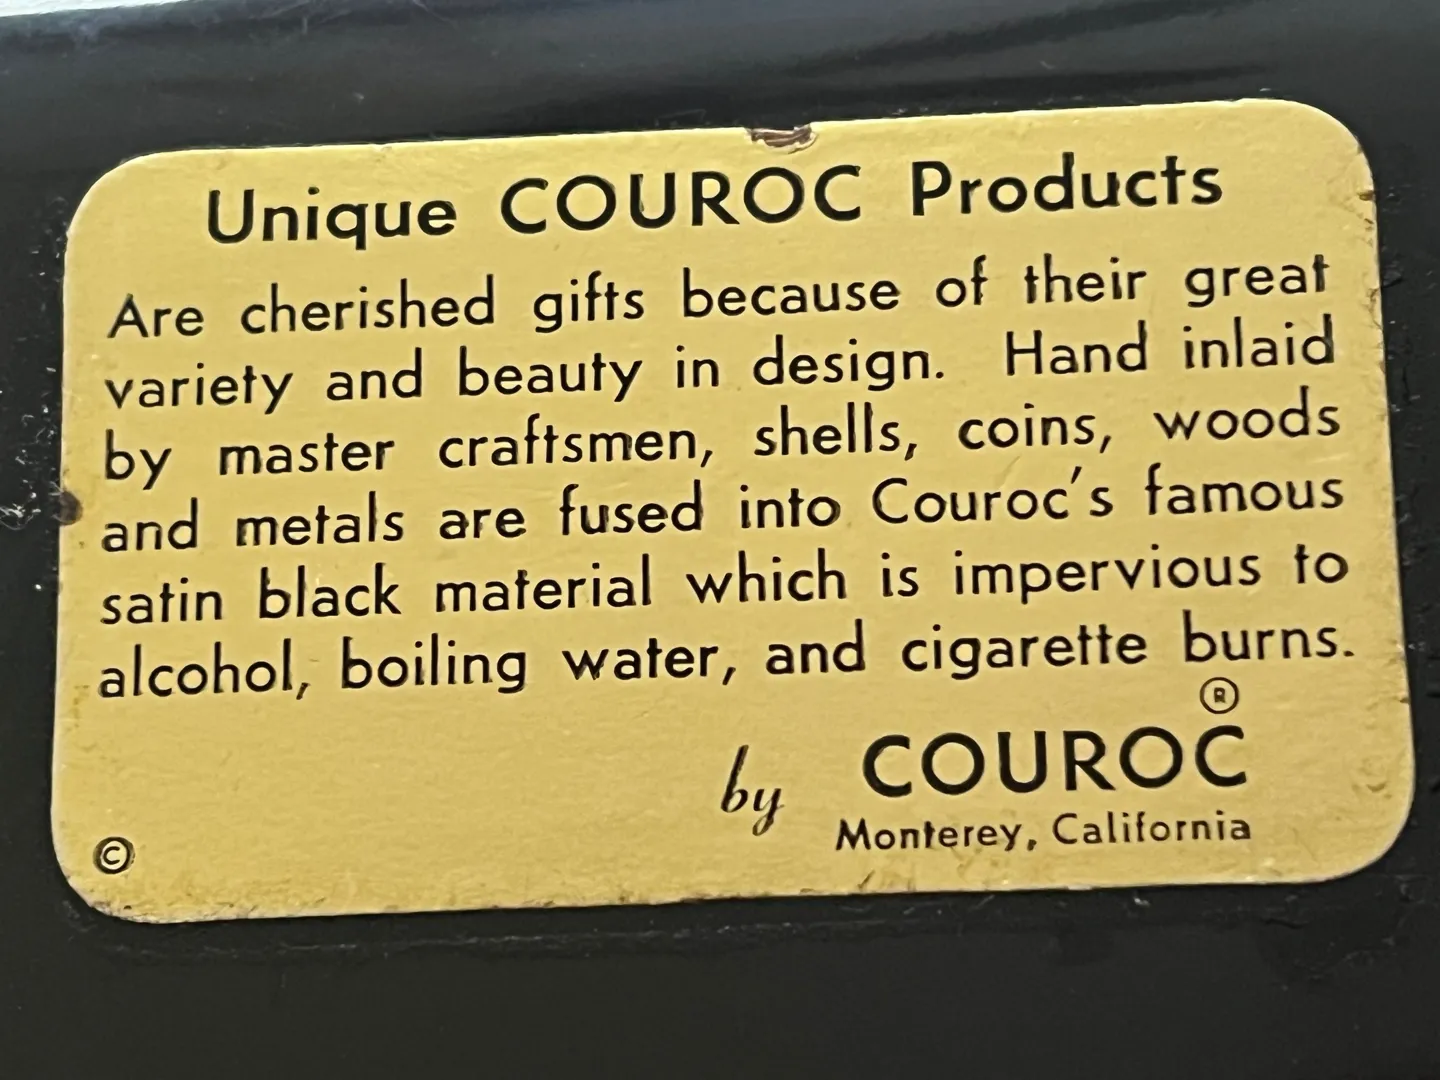 Unique COUROC Products
Are cherished gifts because of their great
variety and beauty in design. Hand inlaid
by master craftsmen, shells, coins, woods
and metals are fused into Couroc's famous
satin black material which is impervious to
alcohol, boiling water, and cigarette burns.
®
by COUROC
Monterey, California
©